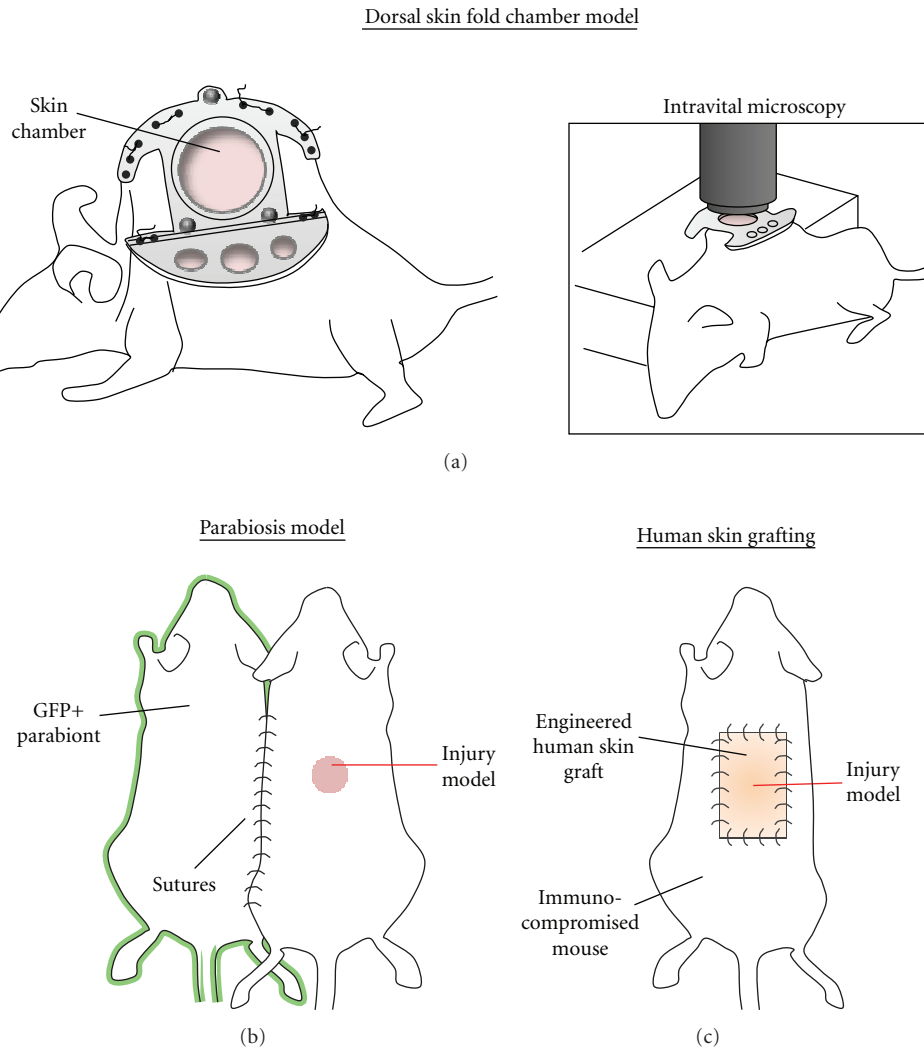 Dorsal skin fold chamber model
Skin
chamber
Intravital microscopy
(a)
Parabiosis model
GFP+
parabiont
Sutures
Injury
model
(b)
Human skin grafting
Engineered
human skin
graft
Injury
model
Immuno-
compromised
mouse
(c)